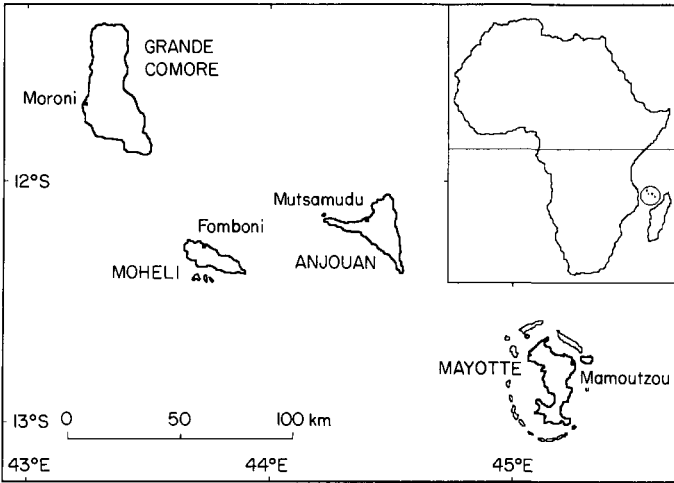 GRANDE
COMORE
Moroni
12°S
Mutsamudu
Fomboni
MOHELI
ANJOUAN
MAYOTTE
Mamoutzou
0 50 100 km
13°S
43°E 44°E 45°E